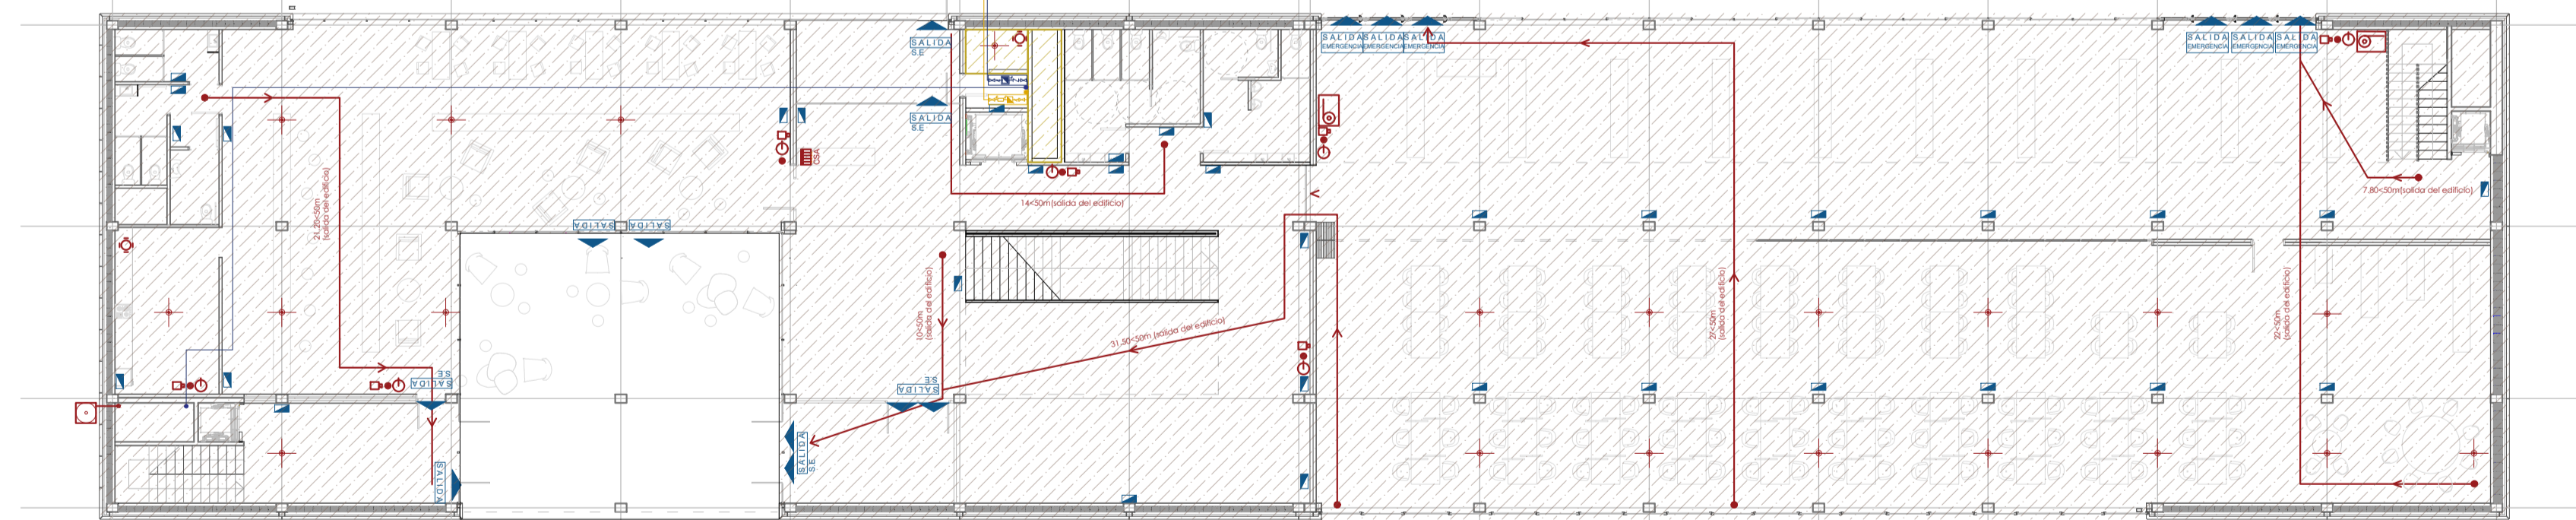 SALIDA
S.E
SALIDA
EMERGENCIA
SALIDA
EMERGENCIA
SALIDA
EMERGENCIA
SALIDA
EMERGENCIA
SALIDA
EMERGENCIA
SALIDA
EMERGENCIA
SALIDA
S.E
CSA
21,20<50m
(salida del edificio)
14<50m(salida del edificio)
7.80<50m(salida del edificio)
SALIDA
SALIDA
10<50m
(salida del edificio)
31,50<50m (salida del edificio)
27<50m
(salida del edificio)
22<50m
(salida del edificio)
SALIDA
S.E
SALIDA
S.E
SALIDA
S.E
SALIDA